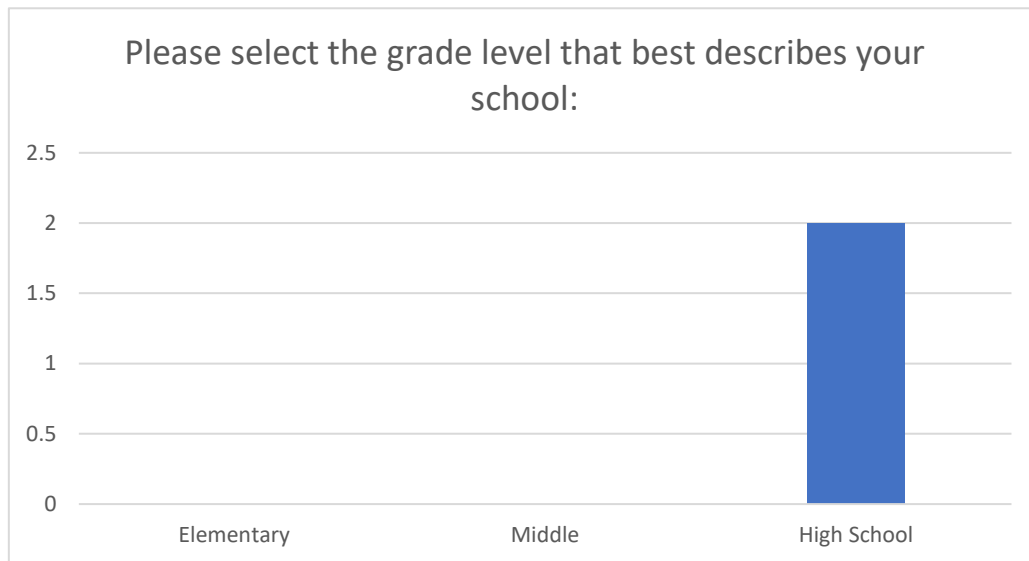 Please select the grade level that best describes your
school:
2.5
2
1.5
1
0.5
0
Elementary Middle High School